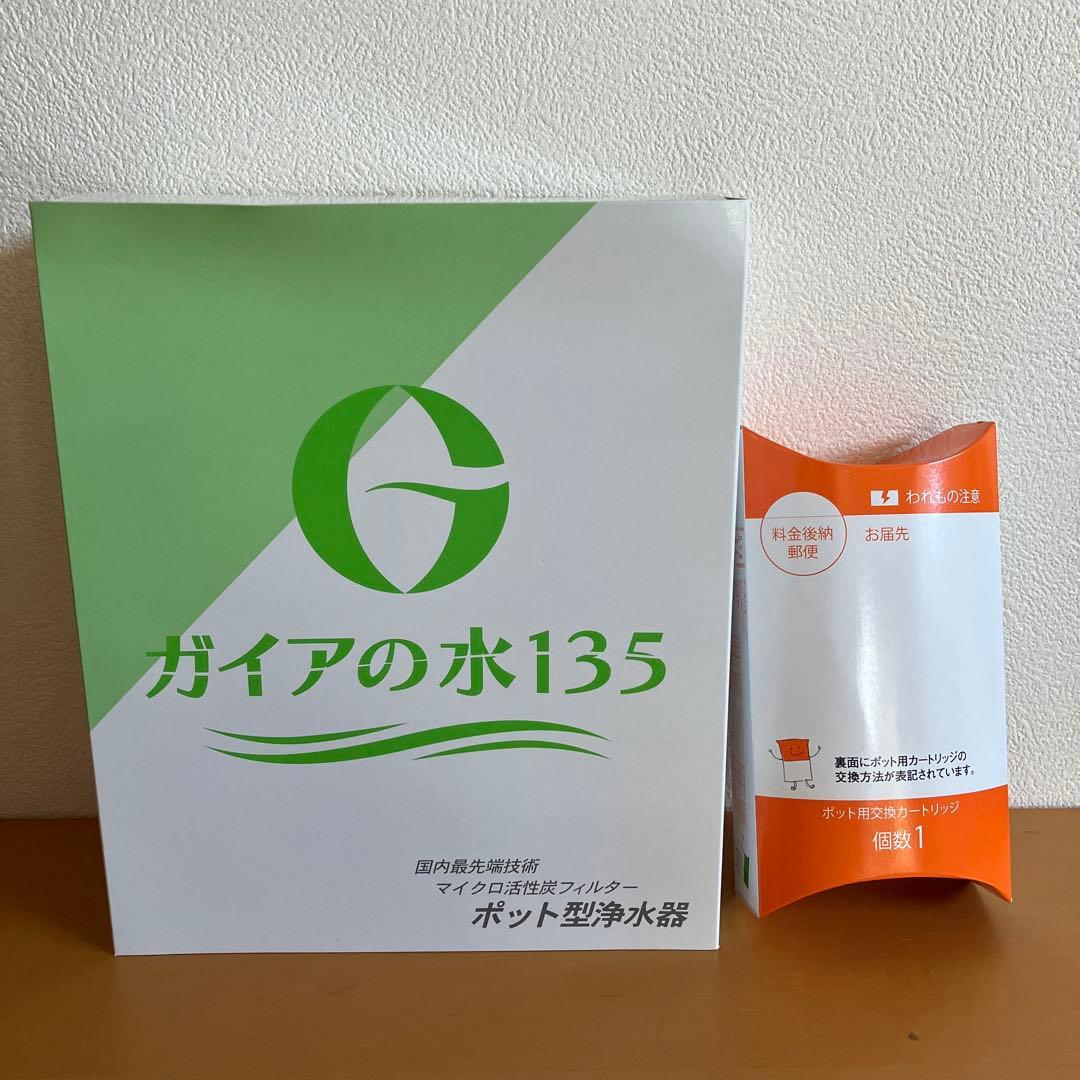 ガイアの水135
国内最先端技術
マイクロ活性炭フィルター
ポット型浄水器
われもの注意
料金後納
郵便
お届先
裏面にポット用カートリッジの
交換方法が表記されています。
ポット用交換カートリッジ
個数1